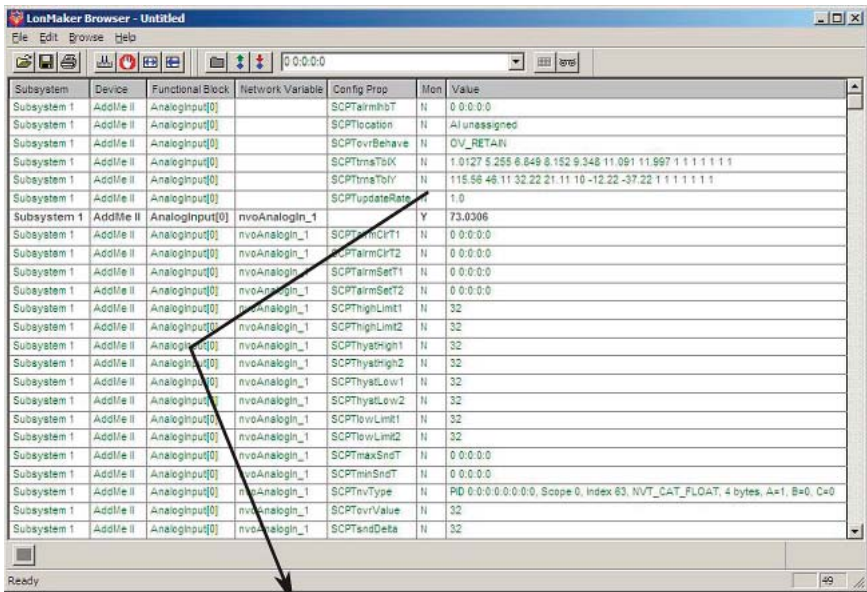 LonMaker Browser - Untitled
File Edit Browse Help
0 0:0:0:0
Subsystem Device Functional Block Network Variable Config Prop Mon Value
Subsystem 1 AddMe II AnalogInput[0] SCPTalrmIhbT N 0 0:0:0:0
Subsystem 1 AddMe II AnalogInput[0] SCPTlocation N AI unassigned
Subsystem 1 AddMe II AnalogInput[0] SCPTovrBehave N OV_RETAIN
Subsystem 1 AddMe II AnalogInput[0] SCPTtrnsTblX N 1.0127 5.255 6.849 8.152 9.348 11.091 11.997 1 1 1 1 1 1 1
Subsystem 1 AddMe II AnalogInput[0] SCPTtrnsTblY N 115.56 46.11 32.22 21.11 10 -12.22 -37.22 1 1 1 1 1 1 1
Subsystem 1 AddMe II AnalogInput[0] SCPTupdateRate N 1.0
Subsystem 1 AddMe II AnalogInput[0] nvoAnalogIn_1 Y 73.0306
Subsystem 1 AddMe II AnalogInput[0] nvoAnalogIn_1 SCPTalrmClrT1 N 0 0:0:0:0
Subsystem 1 AddMe II AnalogInput[0] nvoAnalogIn_1 SCPTalrmClrT2 N 0 0:0:0:0
Subsystem 1 AddMe II AnalogInput[0] nvoAnalogIn_1 SCPTalrmSetT1 N 0 0:0:0:0
Subsystem 1 AddMe II AnalogInput[0] nvoAnalogIn_1 SCPTalrmSetT2 N 0 0:0:0:0
Subsystem 1 AddMe II AnalogInput[0] nvoAnalogIn_1 SCPThighLimit1 N 32
Subsystem 1 AddMe II AnalogInput[0] nvoAnalogIn_1 SCPThighLimit2 N 32
Subsystem 1 AddMe II AnalogInput[0] nvoAnalogIn_1 SCPThystHigh1 N 32
Subsystem 1 AddMe II AnalogInput[0] nvoAnalogIn_1 SCPThystHigh2 N 32
Subsystem 1 AddMe II AnalogInput[0] nvoAnalogIn_1 SCPThystLow1 N 32
Subsystem 1 AddMe II AnalogInput[0] nvoAnalogIn_1 SCPThystLow2 N 32
Subsystem 1 AddMe II AnalogInput[0] nvoAnalogIn_1 SCPTlowLimit1 N 32
Subsystem 1 AddMe II AnalogInput[0] nvoAnalogIn_1 SCPTlowLimit2 N 32
Subsystem 1 AddMe II AnalogInput[0] nvoAnalogIn_1 SCPTmaxSndT N 0 0:0:0:0
Subsystem 1 AddMe II AnalogInput[0] nvoAnalogIn_1 SCPTminSndT N 0 0:0:0:0
Subsystem 1 AddMe II AnalogInput[0] nvoAnalogIn_1 SCPTnvType N PID 0:0:0:0:0:0:0:0, Scope 0, Index 63, NVT_CAT_FLOAT, 4 bytes, A=1, B=0, C=0
Subsystem 1 AddMe II AnalogInput[0] nvoAnalogIn_1 SCPTovrValue N 32
Subsystem 1 AddMe II AnalogInput[0] nvoAnalogIn_1 SCPTsndDelta N 32
Ready 49